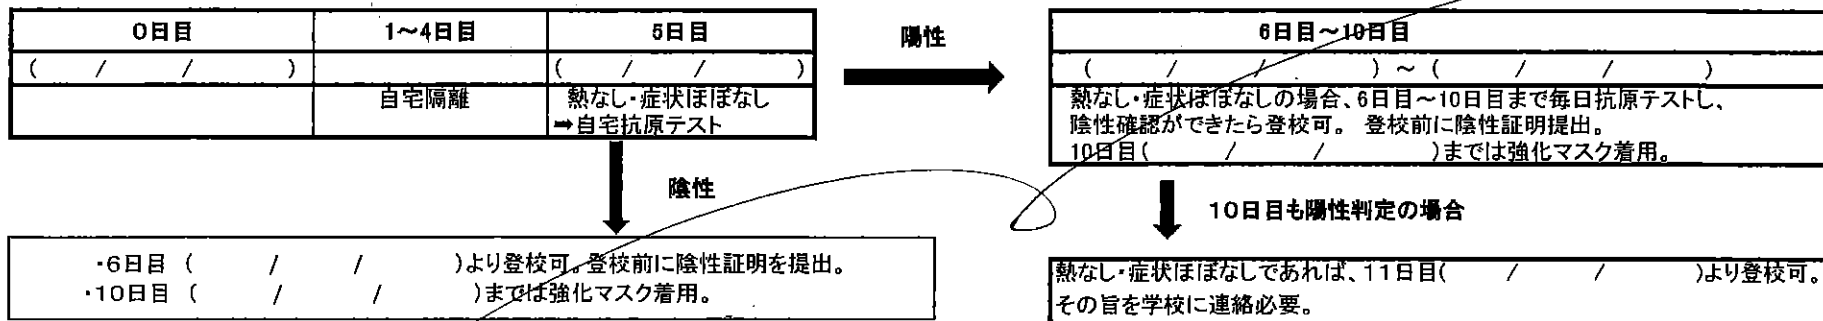 0日目 1～4日目 5日目
( / / ) ( / / )
自宅隔離 熱なし・症状ほぼなし
➡自宅抗原テスト
陽性
6日目～10日目
( / / ) ～ ( / / )
熱なし・症状ほぼなしの場合、6日目～10日目まで毎日抗原テストし、
陰性確認ができたら登校可。 登校前に陰性証明提出。
10日目( / / )までは強化マスク着用。
陰性
10日目も陽性判定の場合
・6日目 ( / / )より登校可。登校前に陰性証明を提出。
・10日目 ( / / )までは強化マスク着用。
熱なし・症状ほぼなしであれば、11日目( / / )より登校可。
その旨を学校に連絡必要。